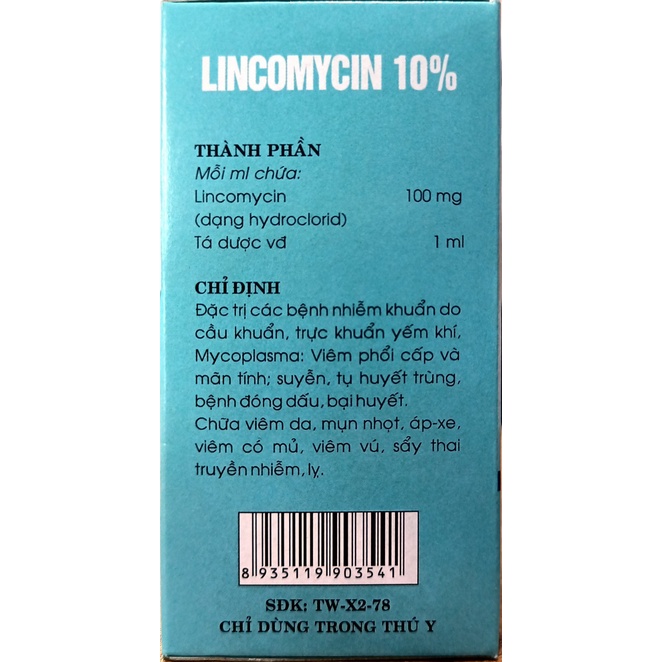 LINCOMYCIN 10%
THÀNH PHẦN
Mỗi ml chứa:
Lincomycin 100 mg
(dạng hydroclorid)
Tá dược vđ 1 ml
CHỈ ĐỊNH
Đặc trị các bệnh nhiễm khuẩn do
cầu khuẩn, trực khuẩn yếm khí,
Mycoplasma: Viêm phổi cấp và
mãn tính; suyễn, tụ huyết trùng,
bệnh đóng dấu, bại huyết.
Chữa viêm da, mụn nhọt, áp-xe,
viêm có mủ, viêm vú, sẩy thai
truyền nhiễm, lỵ.
8 935119 903541
SĐK: TW-X2-78
CHỈ DÙNG TRONG THÚ Y